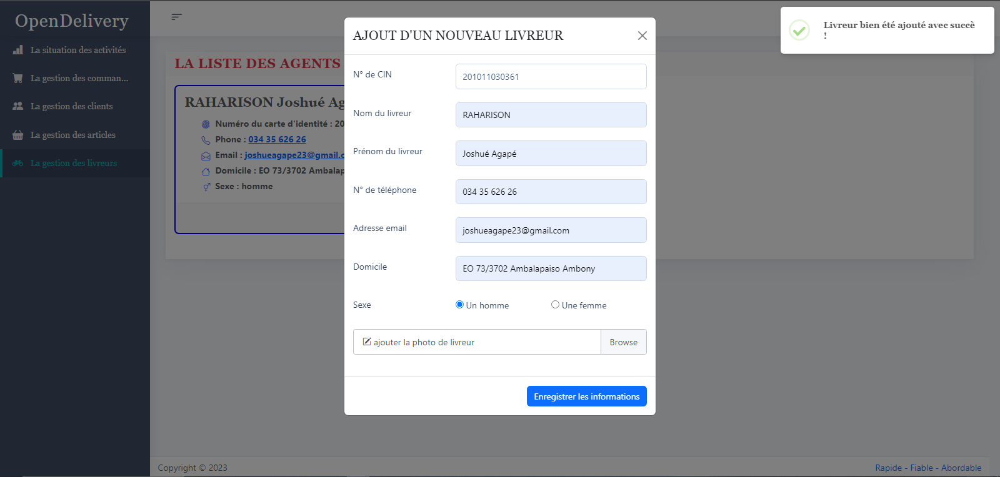 OpenDelivery
La situation des activités
La gestion des comman...
La gestion des clients
La gestion des articles
La gestion des livreurs
LA LISTE DES AGENTS
RAHARISON Joshué Ag
Numéro du carte d'identité : 20
Phone : 034 35 626 26
Email : joshueagape23@gmail.c
Domicile : EO 73/3702 Ambalap
Sexe : homme
AJOUT D'UN NOUVEAU LIVREUR
N° de CIN
201011030361
Nom du livreur
RAHARISON
Prénom du livreur
Joshué Agapé
N° de téléphone
034 35 626 26
Adresse email
joshueagape23@gmail.com
Domicile
EO 73/3702 Ambalapaiso Ambony
Sexe
Un homme
Une femme
ajouter la photo de livreur
Browse
Enregistrer les informations
Livreur bien été ajouté avec succè
!
Copyright © 2023
Rapide - Fiable - Abordable